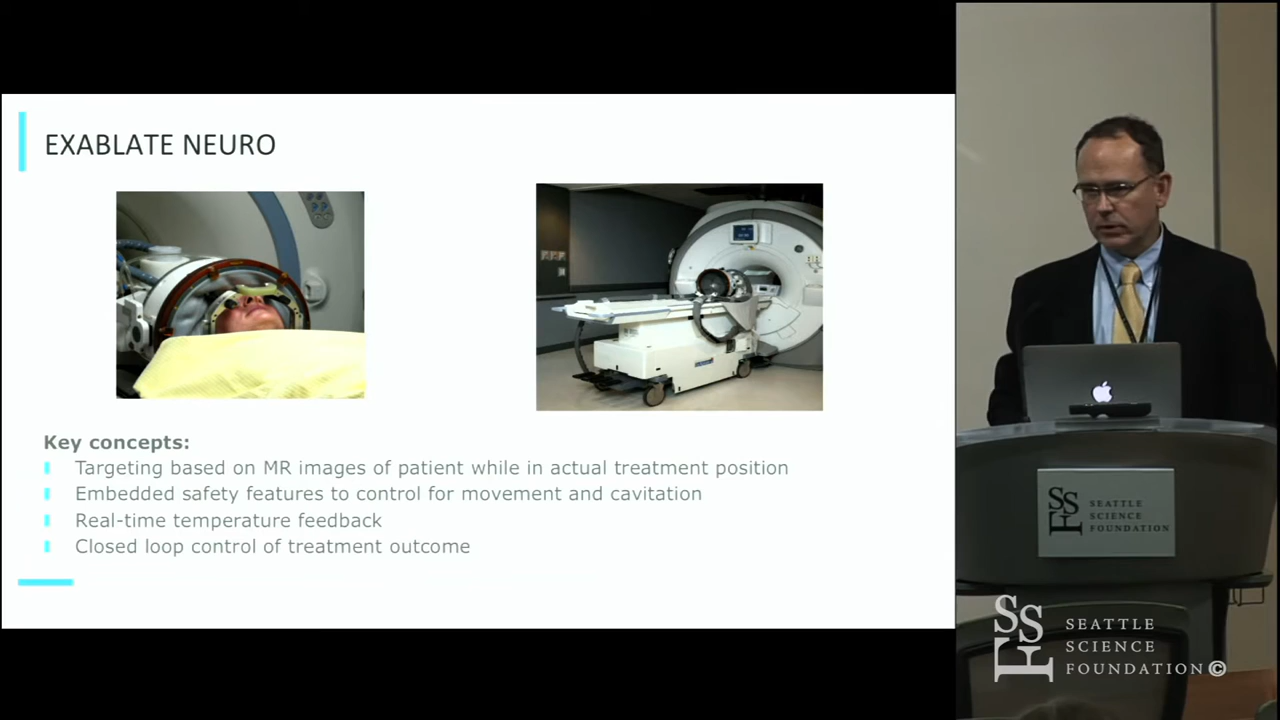 EXABLATE NEURO
Key concepts:
Targeting based on MR images of patient while in actual treatment position
Embedded safety features to control for movement and cavitation
Real-time temperature feedback
Closed loop control of treatment outcome
SSF
SEATTLE
SCIENCE
FOUNDATION
SSF
SEATTLE
SCIENCE
FOUNDATION©